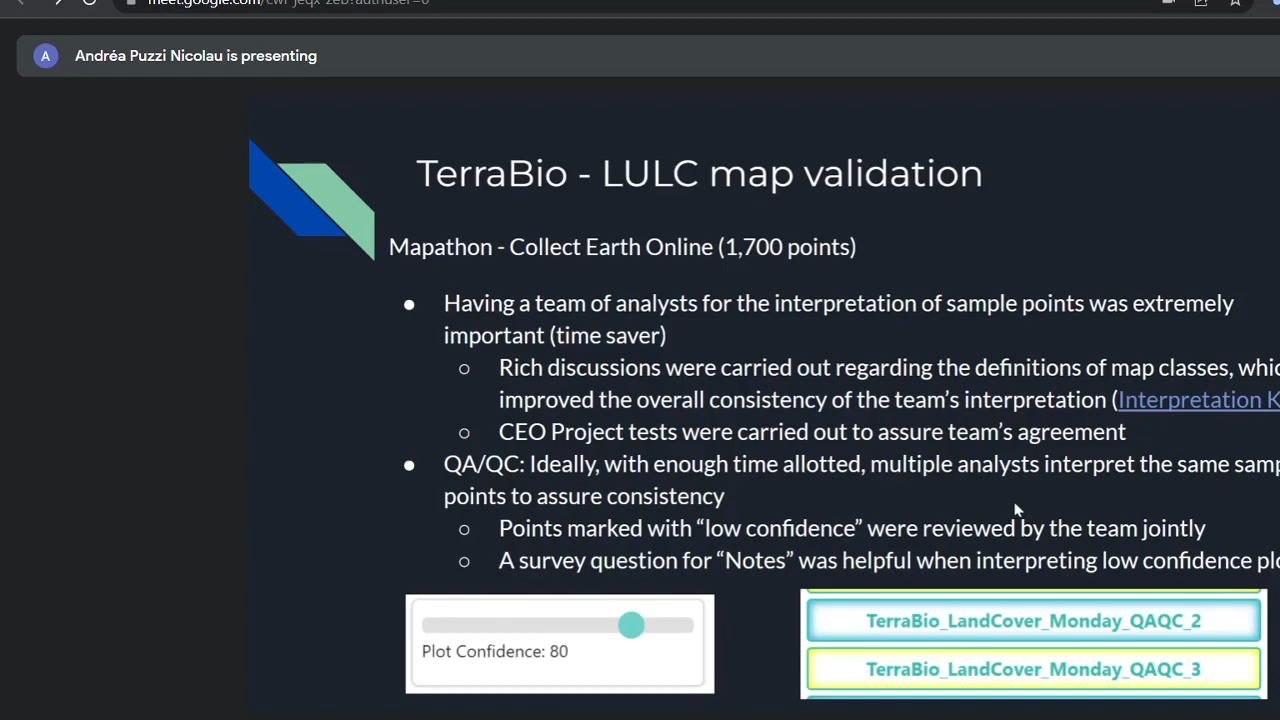 Andréa Puzzi Nicolau is presenting
TerraBio - LULC map validation
Mapathon - Collect Earth Online (1,700 points)
● Having a team of analysts for the interpretation of sample points was extremely
important (time saver)
○ Rich discussions were carried out regarding the definitions of map classes,
improved the overall consistency of the team's interpretation (Interpretation
○ CEO Project tests were carried out to assure team's agreement
● QA/QC: Ideally, with enough time allotted, multiple analysts interpret the same
points to assure consistency
○ Points marked with “low confidence” were reviewed by the team jointly
○ A survey question for “Notes” was helpful when interpreting low confidence
Plot Confidence: 80
TerraBio_LandCover_Monday_QAQC_2
TerraBio_LandCover_Monday_QAQC_3